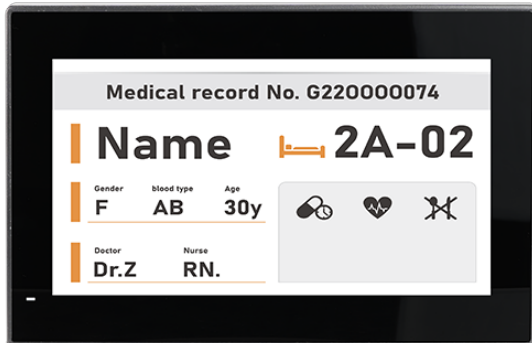 Medical record No. G220000074
Name 2A-02
Gender blood type Age
F AB 30y
Doctor Nurse
Dr.Z RN.